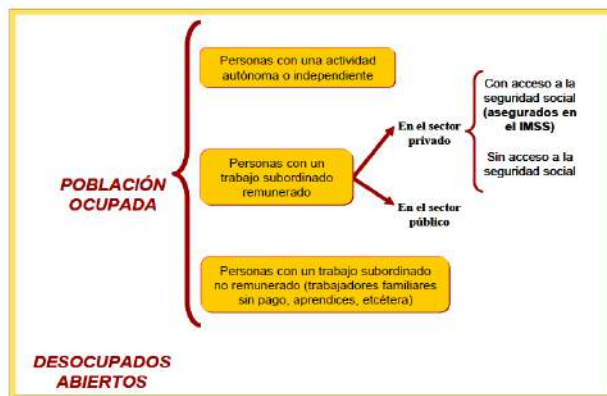 Personas con una actividad
autónoma o independiente
Con acceso a la
seguridad social
(asegurados en
el IMSS)
En el sector
privado
Sin acceso a la
seguridad social
Personas con un
trabajo subordinado
remunerado
POBLACIÓN
OCUPADA
En el sector
público
Personas con un trabajo subordinado
no remunerado (trabajadores familiares
sin pago, aprendices, etcétera)
DESOCUPADOS
ABIERTOS